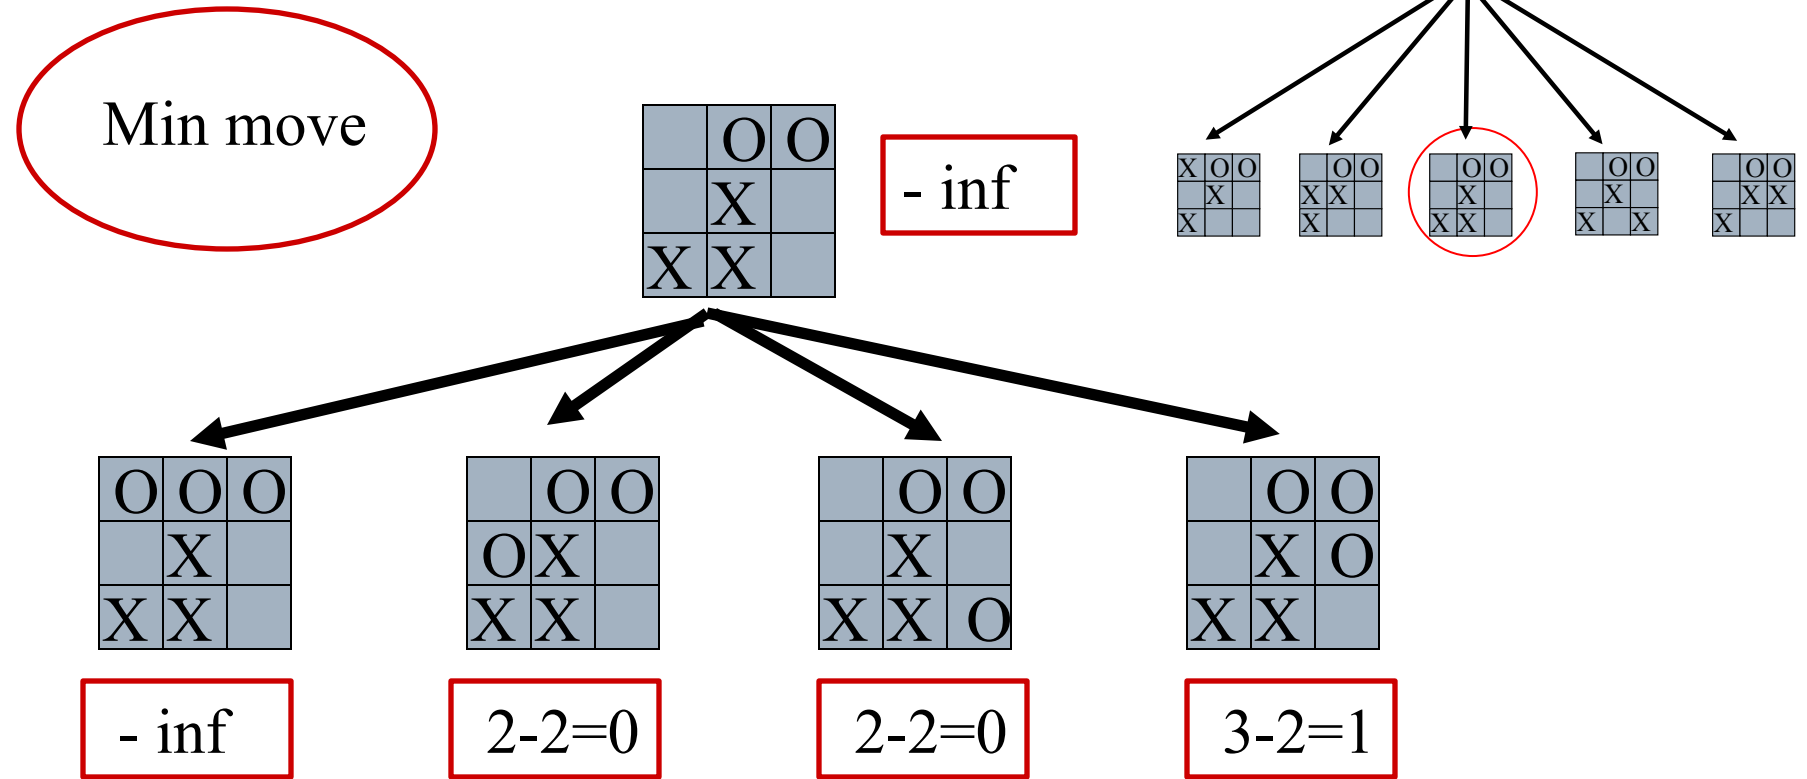 Min move
O O
X
X X
- inf
X O O
X
X
O O
X X
X
O O
X
X X
O O
X
X X
O O
X X
X
O O O
X
X X
O O
O X
X X
O O
X
X X O
O O
X O
X X
- inf
2-2=0
2-2=0
3-2=1